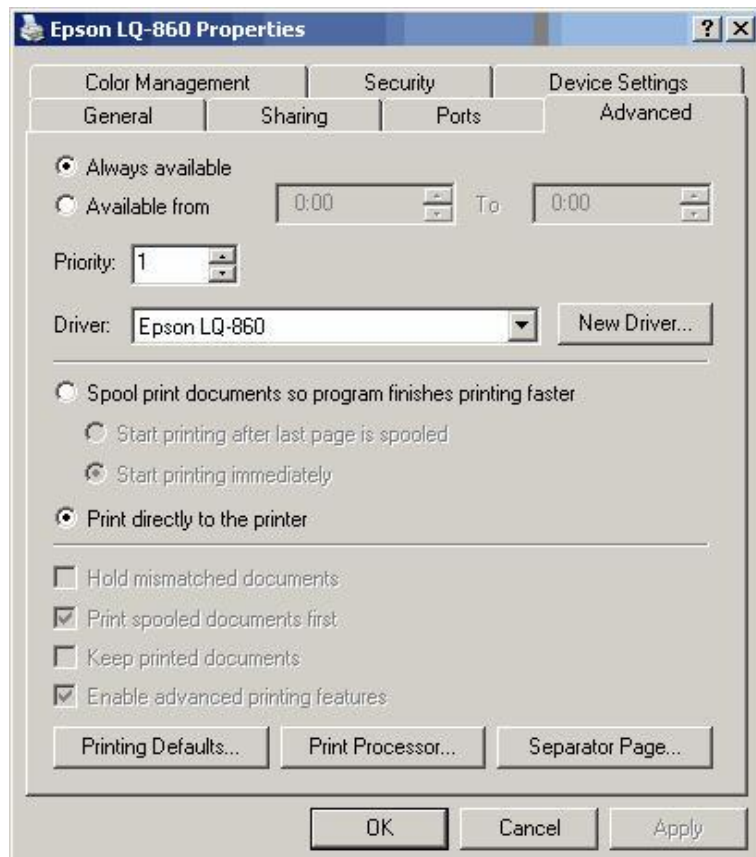 Epson LQ-860 Properties
Color Management Security Device Settings
General Sharing Ports Advanced
Always available
Available from 0:00 To 0:00
Priority: 1
Driver: Epson LQ-860 New Driver...
Spool print documents so program finishes printing faster
Start printing after last page is spooled
Start printing immediately
Print directly to the printer
Hold mismatched documents
Print spooled documents first
Keep printed documents
Enable advanced printing features
Printing Defaults... Print Processor... Separator Page...
OK Cancel Apply